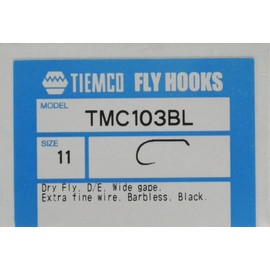 TIEMCO FLY HOOKS
MODEL
TMC103BL
SIZE
11
Dry Fly, D/E, Wide gape,
Extra fine wire, Barbless, Black.